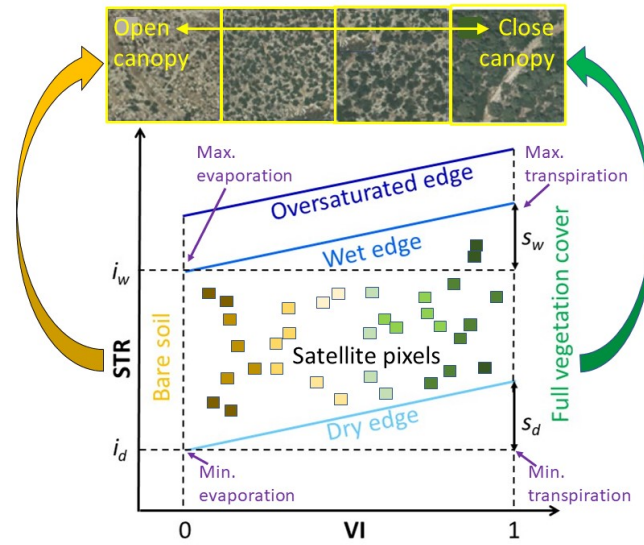 Open
canopy
Close
canopy
Max.
evaporation
Max.
transpiration
Oversaturated edge
Wet edge
s_w
i_w
STR
Bare soil
Satellite pixels
Full vegetation cover
Dry edge
s_d
i_d
Min.
evaporation
Min.
transpiration
0
VI
1